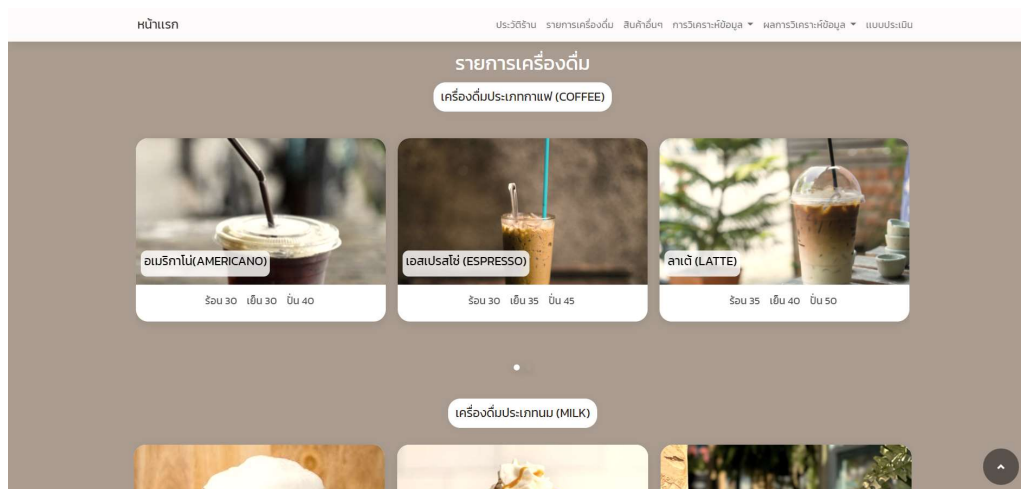 หน้าแรก ประวัติร้าน รายการเครื่องดื่ม สินค้าอื่นๆ การวิเคราะห์ข้อมูล ผลการวิเคราะห์ข้อมูล แบบประเมิน
รายการเครื่องดื่ม
เครื่องดื่มประเภทกาแฟ (COFFEE)
อเมริกาโน่(AMERICANO) เอสเปรสโซ่ (ESPRESSO) ลาเต้ (LATTE)
ร้อน 30 เย็น 30 ปั่น 40 ร้อน 30 เย็น 35 ปั่น 45 ร้อน 35 เย็น 40 ปั่น 50
เครื่องดื่มประเภทนม (MILK)